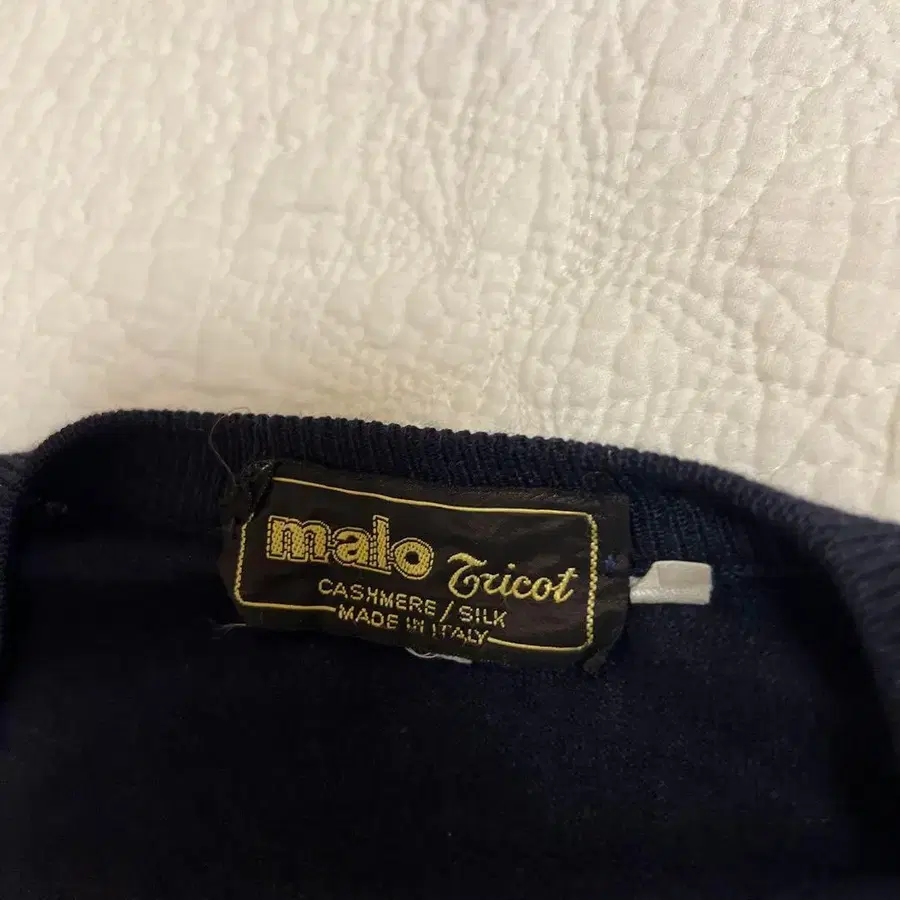 malo Tricot
CASHMERE / SILK
MADE IN ITALY